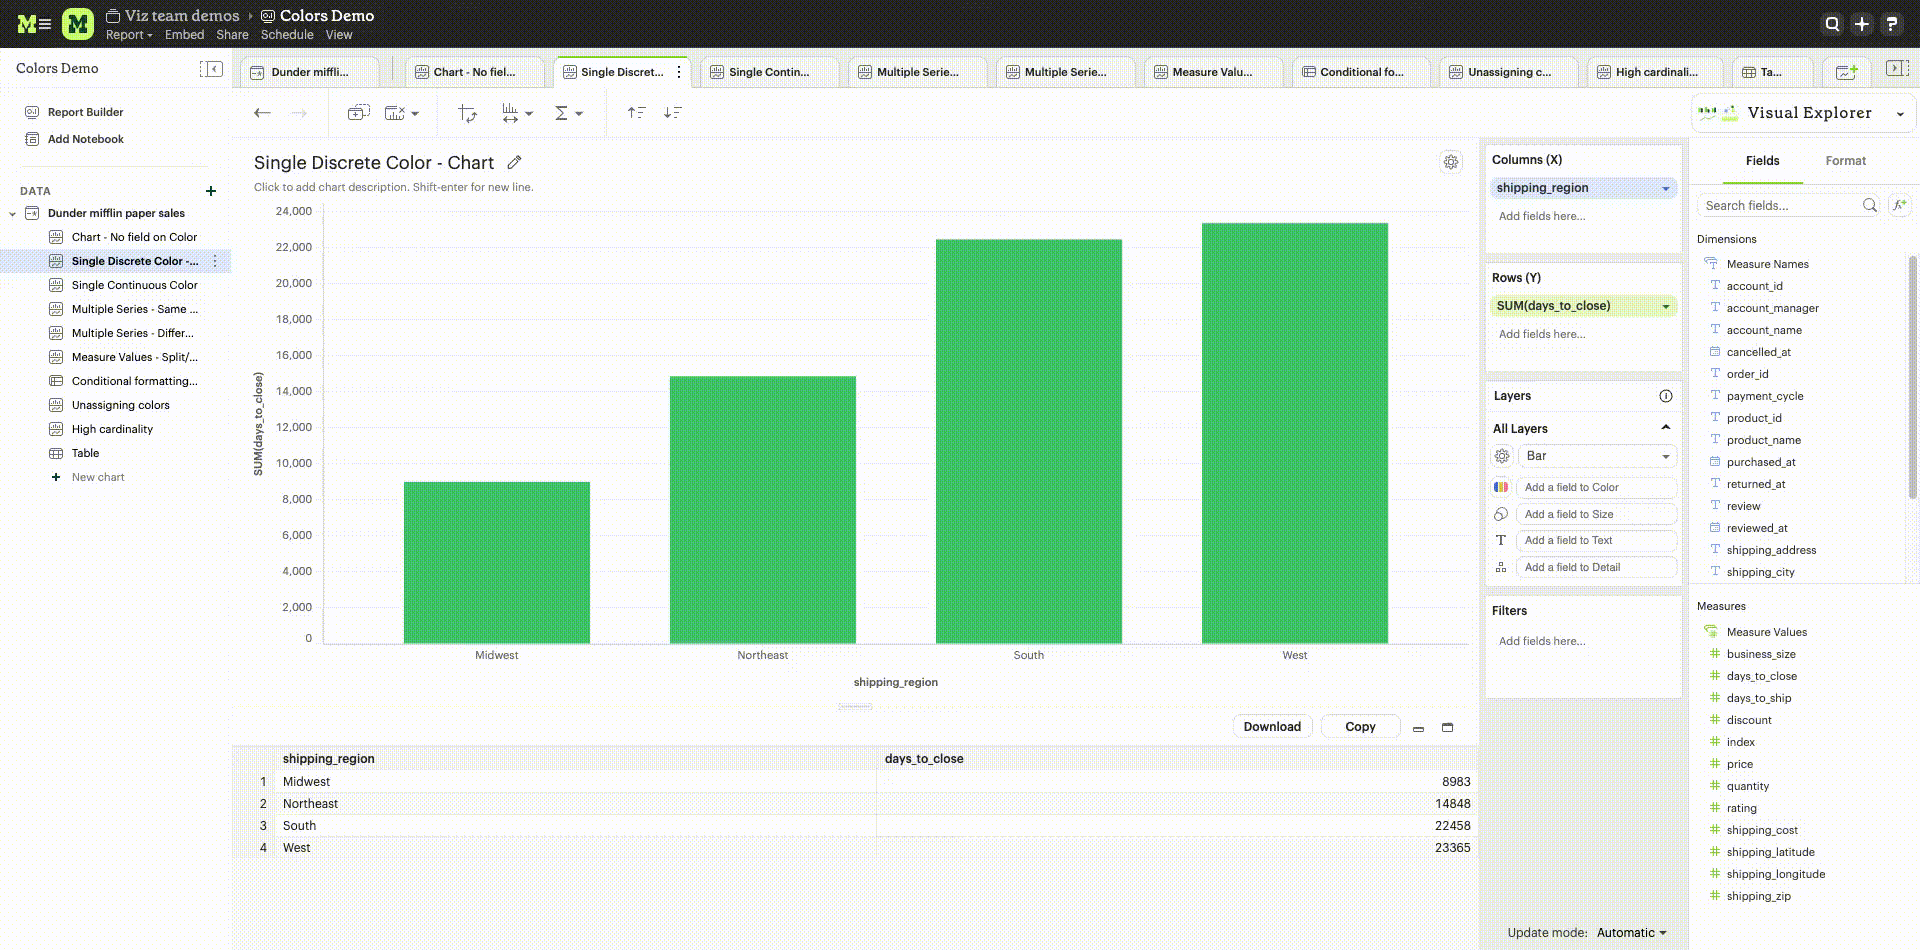 Viz team demos › Colors Demo
Report Embed Share Schedule View
Colors Demo
Report Builder
Add Notebook
DATA
Dunder mifflin paper sales
Chart - No field on Color
Single Discrete Color -...
Single Continuous Color
Multiple Series - Same ...
Multiple Series - Differ...
Measure Values - Split/...
Conditional formatting...
Unassigning colors
High cardinality
Table
New chart
Dunder miffli... Chart - No fiel... Single Discret... Single Contin... Multiple Serie... Multiple Serie... Measure Valu... Conditional fo... Unassigning c... High cardinali... Ta...
Visual Explorer
Single Discrete Color - Chart
Click to add chart description. Shift-enter for new line.
SUM(days_to_close)
24,000
22,000
20,000
18,000
16,000
14,000
12,000
10,000
8,000
6,000
4,000
2,000
0
Midwest Northeast South West
shipping_region
Download Copy
shipping_region days_to_close
1 Midwest 8983
2 Northeast 14848
3 South 22458
4 West 23365
Columns (X)
shipping_region
Add fields here...
Rows (Y)
SUM(days_to_close)
Add fields here...
Layers
All Layers
Bar
Add a field to Color
Add a field to Size
T Add a field to Text
Add a field to Detail
Filters
Add fields here...
Update mode: Automatic
Fields Format
Search fields...
Dimensions
Measure Names
account_id
account_manager
account_name
cancelled_at
order_id
payment_cycle
product_id
product_name
purchased_at
returned_at
review
reviewed_at
shipping_address
shipping_city
Measures
Measure Values
business_size
days_to_close
days_to_ship
discount
index
price
quantity
rating
shipping_cost
shipping_latitude
shipping_longitude
shipping_zip